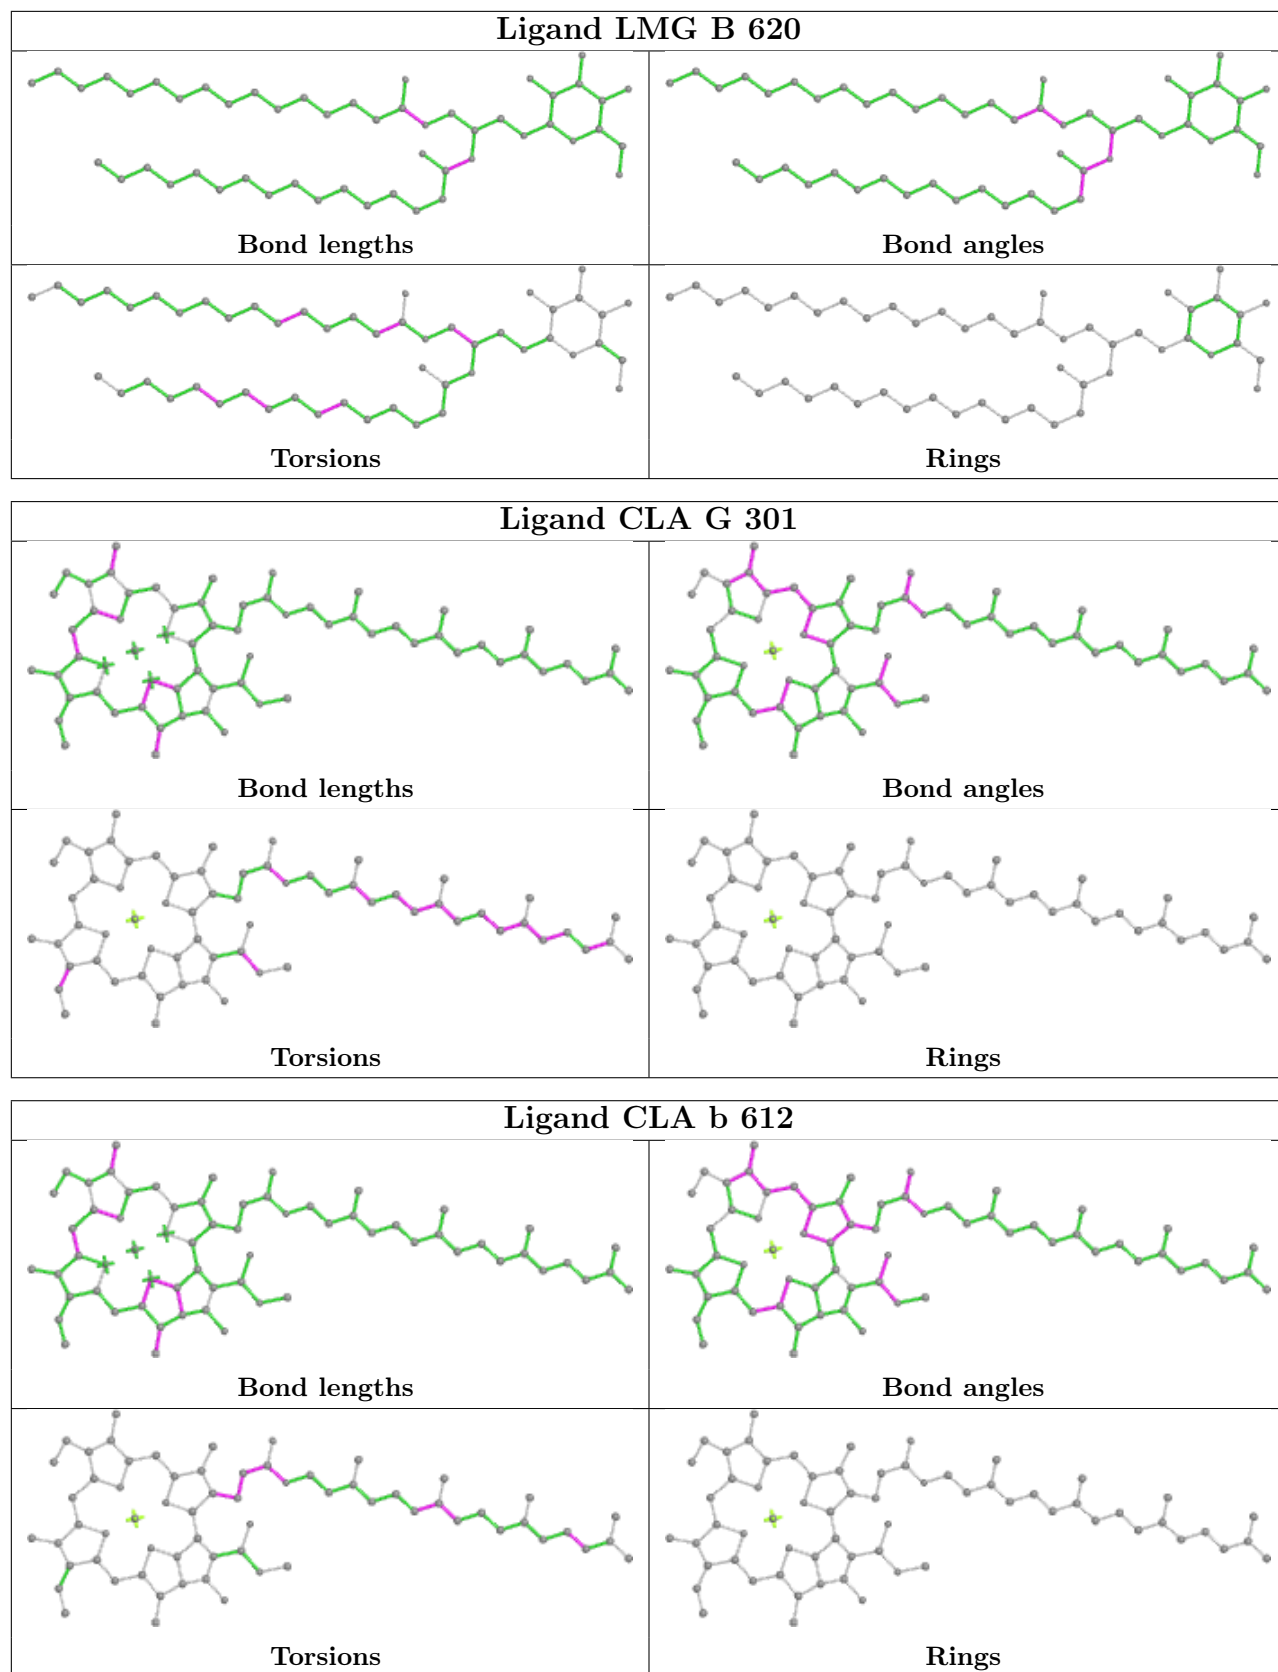 Ligand LMG B 620
Bond lengths
Bond angles
Torsions
Rings
Ligand CLA G 301
Bond lengths
Bond angles
Torsions
Rings
Ligand CLA b 612
Bond lengths
Bond angles
Torsions
Rings